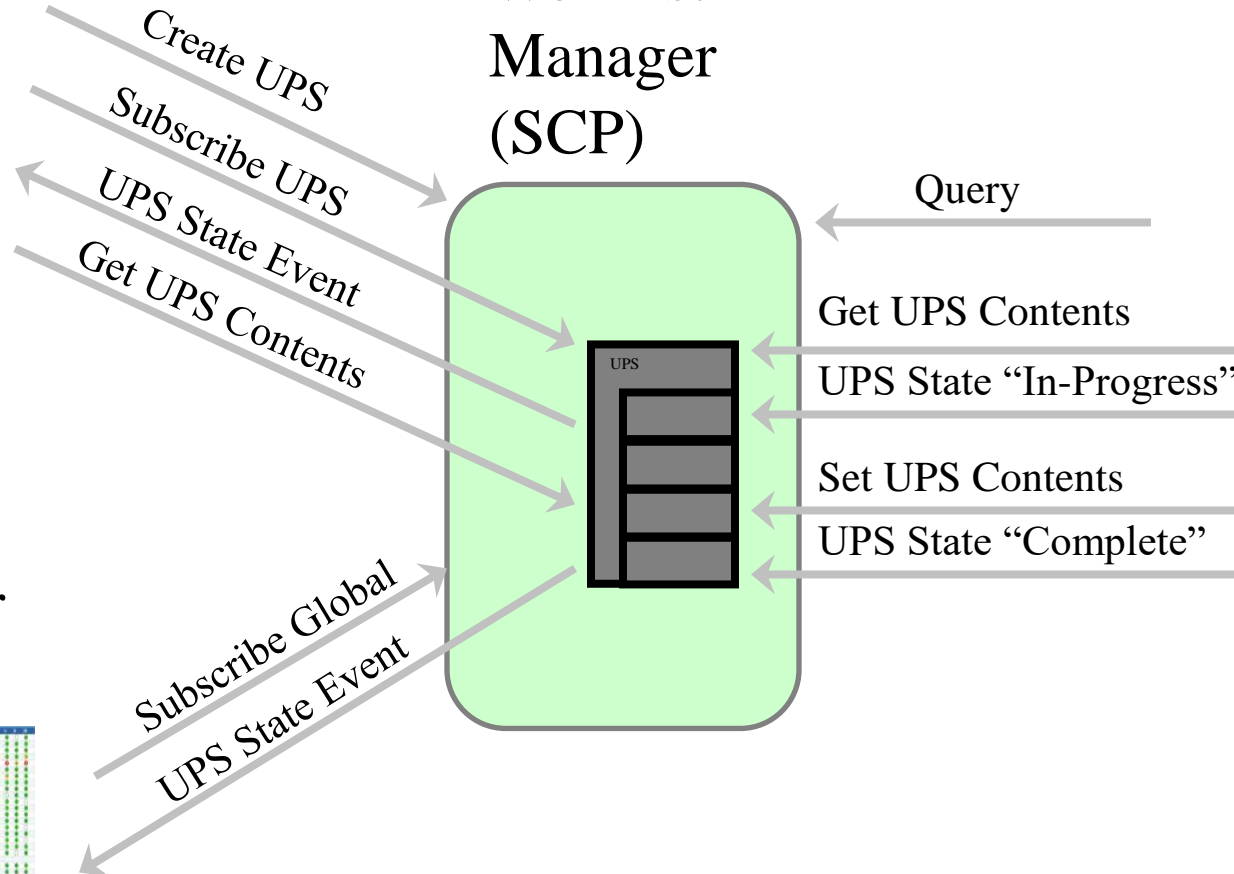 Manager
(SCP)
Create UPS
Subscribe UPS
UPS State Event
Get UPS Contents
Query
Get UPS Contents
UPS State “In-Progress”
Set UPS Contents
UPS State “Complete”
UPS
Subscribe Global
UPS State Event